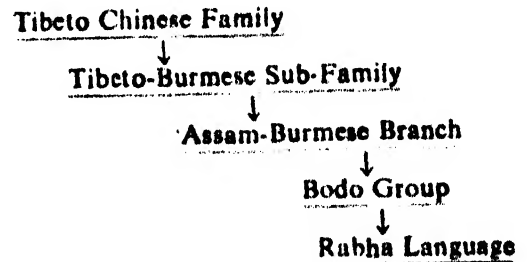 Tibeto Chinese Family
Tibeto-Burmese Sub-Family
Assam-Burmese Branch
Bodo Group
Rabha Language